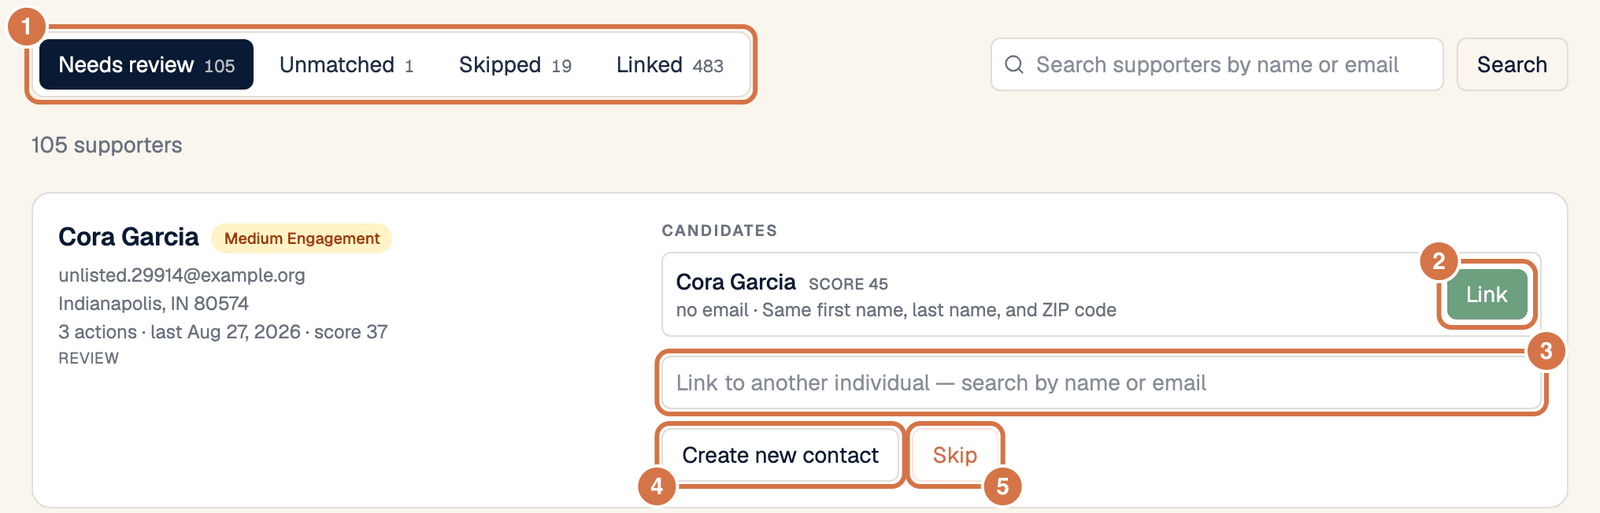 1
Needs review 105 Unmatched 1 Skipped 19 Linked 483
Search supporters by name or email
Search
105 supporters
Cora Garcia Medium Engagement
unlisted.29914@example.org
Indianapolis, IN 80574
3 actions · last Aug 27, 2026 · score 37
REVIEW
CANDIDATES
Cora Garcia SCORE 45
no email · Same first name, last name, and ZIP code
2
Link
3
Link to another individual — search by name or email
Create new contact
4
Skip
5